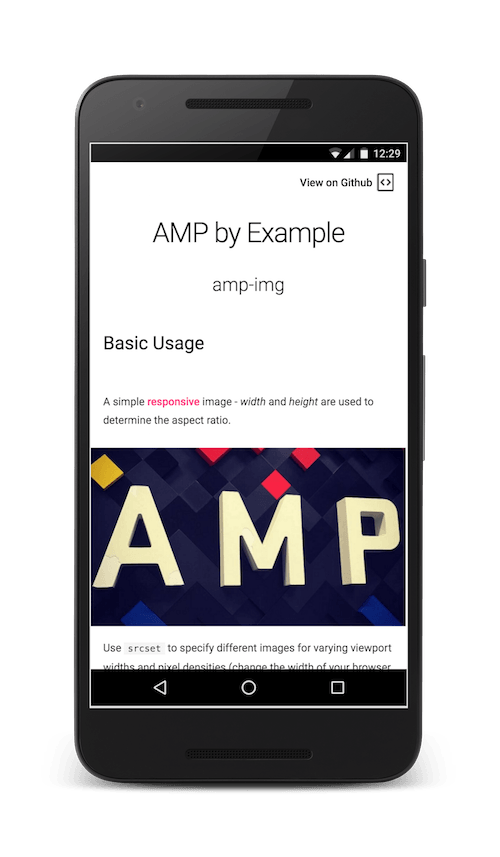 12:29
View on Github
AMP by Example
amp-img
Basic Usage
A simple responsive image - width and height are used to
determine the aspect ratio.
AMP
Use srcset to specify different images for varying viewport
widths and pixel densities (change the width of your browser